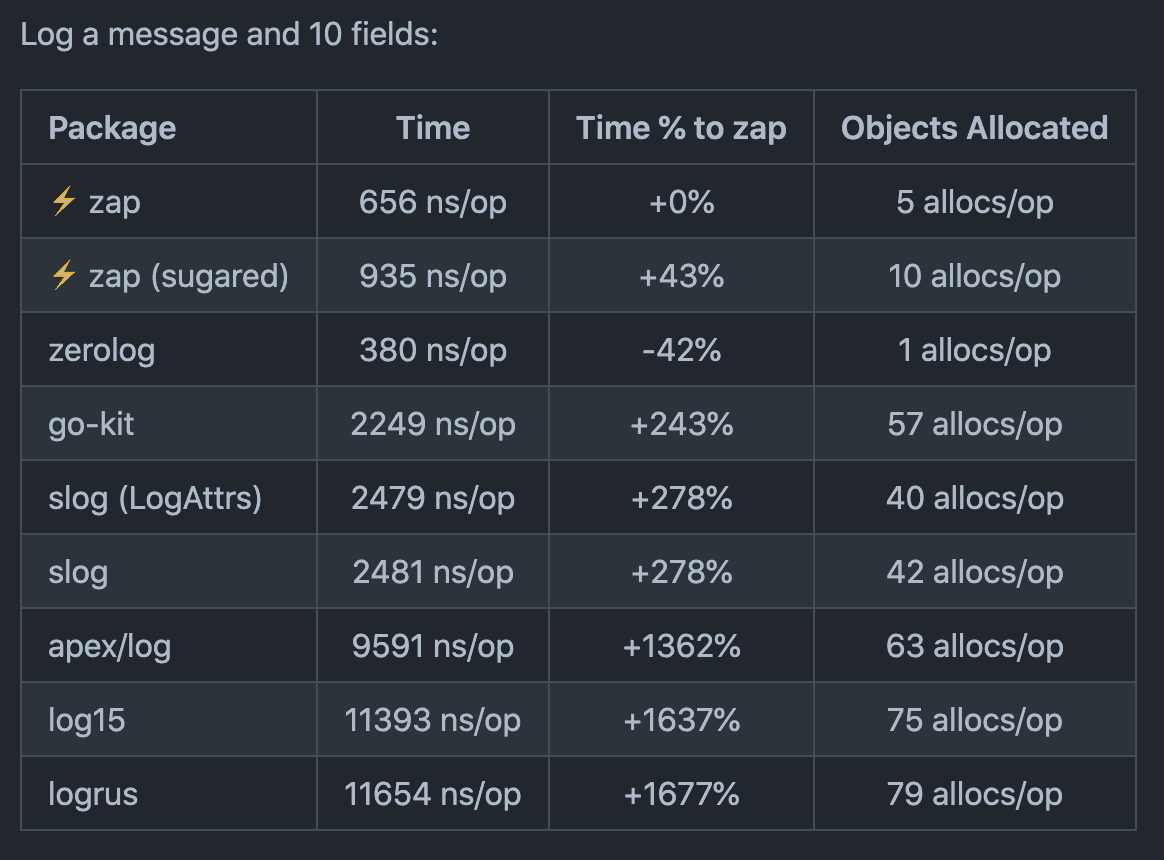 Log a message and 10 fields:
Package Time Time % to zap Objects Allocated
⚡ zap 656 ns/op +0% 5 allocs/op
⚡ zap (sugared) 935 ns/op +43% 10 allocs/op
zerolog 380 ns/op -42% 1 allocs/op
go-kit 2249 ns/op +243% 57 allocs/op
slog (LogAttrs) 2479 ns/op +278% 40 allocs/op
slog 2481 ns/op +278% 42 allocs/op
apex/log 9591 ns/op +1362% 63 allocs/op
log15 11393 ns/op +1637% 75 allocs/op
logrus 11654 ns/op +1677% 79 allocs/op